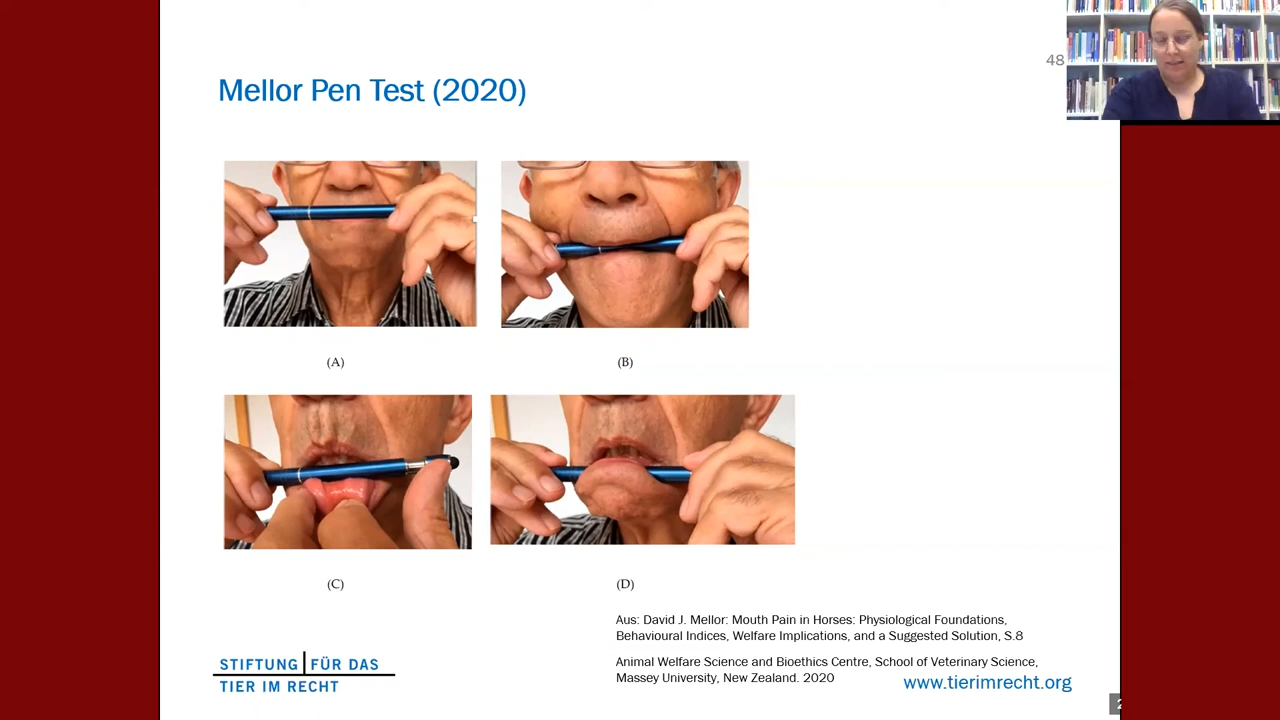 48
Mellor Pen Test (2020)
(A)
(B)
(C)
(D)
Aus: David J. Mellor: Mouth Pain in Horses: Physiological Foundations,
Behavioural Indices, Welfare Implications, and a Suggested Solution, S.8
Animal Welfare Science and Bioethics Centre, School of Veterinary Science,
Massey University, New Zealand. 2020
STIFTUNG FÜR DAS
TIER IM RECHT
www.tierimrecht.org